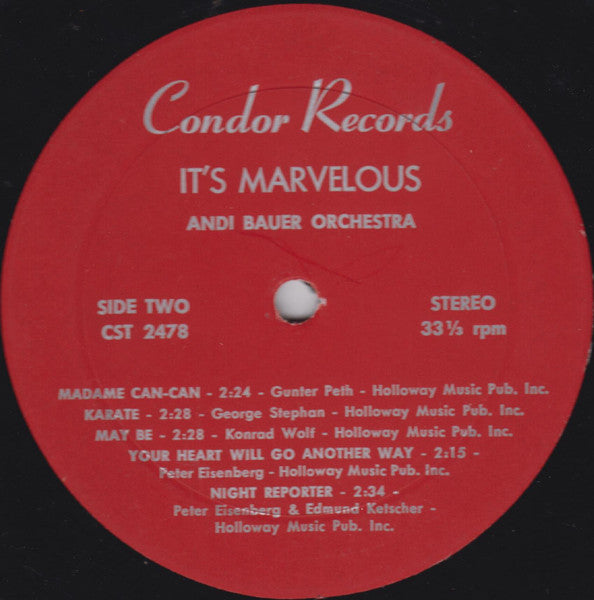 Condor Records
IT'S MARVELOUS
ANDI BAUER ORCHESTRA
SIDE TWO
CST 2478
STEREO
33⅓ rpm
MADAME CAN-CAN - 2:24 - Gunter Peth - Holloway Music Pub. Inc.
KARATE - 2:28 - George Stephan - Holloway Music Pub. Inc.
MAY BE - 2:28 - Konrad Wolf - Holloway Music Pub. Inc.
YOUR HEART WILL GO ANOTHER WAY - 2:15 -
Peter Eisenberg - Holloway Music Pub. Inc.
NIGHT REPORTER - 2:34 -
Peter Eisenberg & Edmund Ketscher -
Holloway Music Pub. Inc.